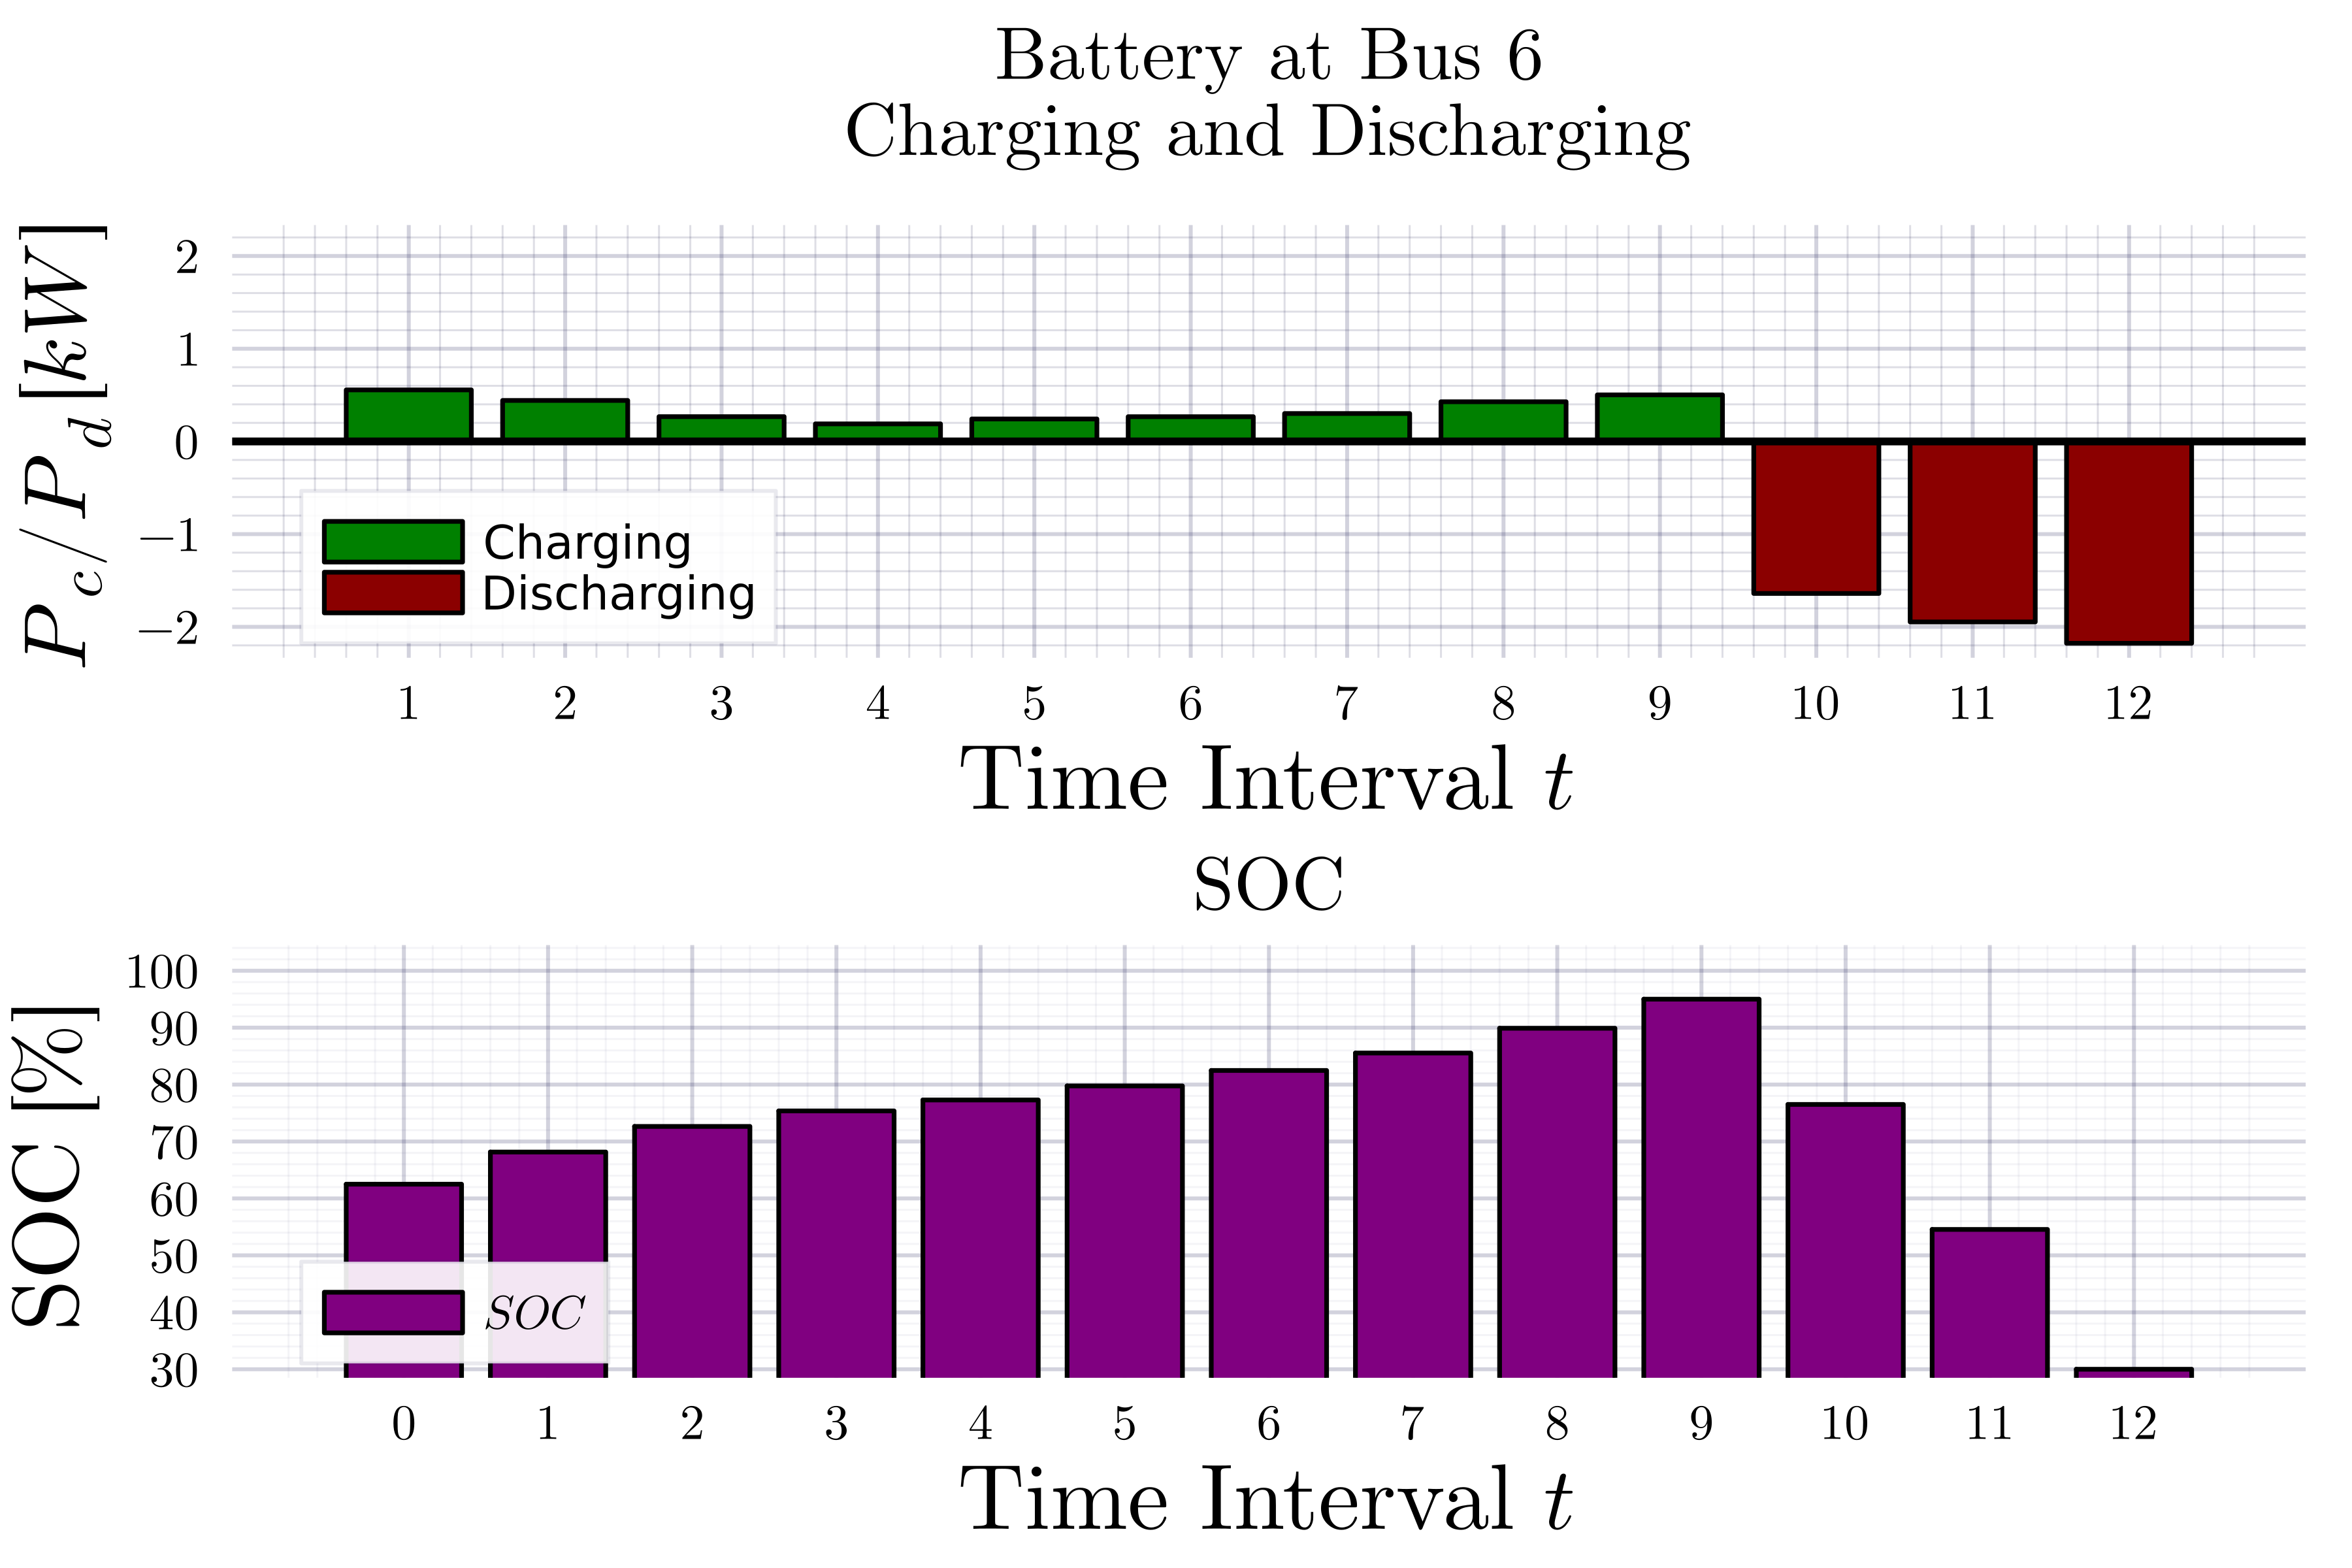 Battery at Bus 6
Charging and Discharging
P_c/P_d [kW]
2
1
0
−1
−2
Charging
Discharging
1 2 3 4 5 6 7 8 9 10 11 12
Time Interval t
SOC
SOC [%]
100
90
80
70
60
50
40
30
SOC
0 1 2 3 4 5 6 7 8 9 10 11 12
Time Interval t